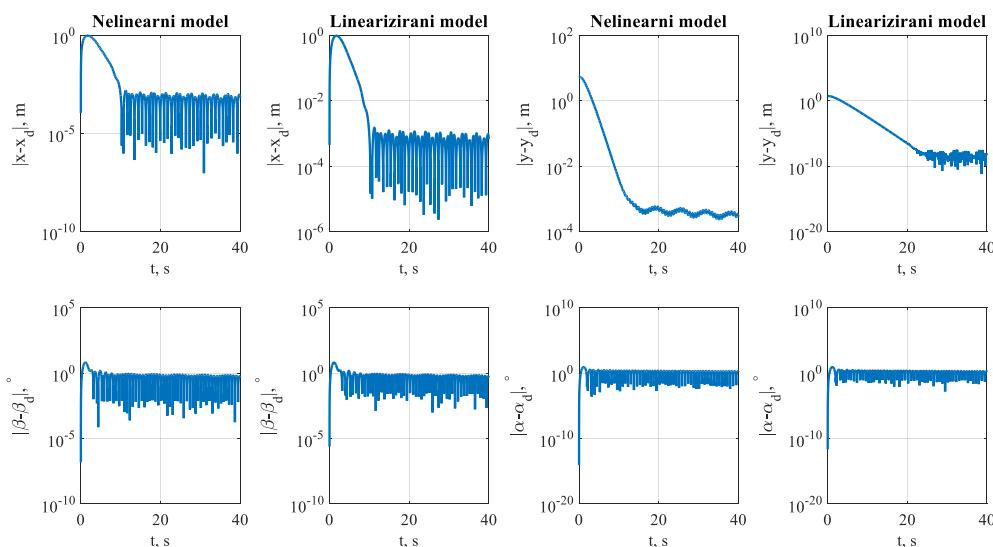 Nelinearni model
Linearizirani model
Nelinearni model
Linearizirani model
10^0
10^-5
10^-10
|x-x_d|, m
0 20 40
t, s
10^0
10^-2
10^-4
10^-6
|x-x_d|, m
0 20 40
t, s
10^2
10^0
10^-2
10^-4
|y-y_d|, m
0 20 40
t, s
10^10
10^0
10^-10
10^-20
|y-y_d|, m
0 20 40
t, s
10^5
10^0
10^-5
10^-10
|β-β_d|, °
0 20 40
t, s
10^5
10^0
10^-5
10^-10
|β-β_d|, °
0 20 40
t, s
10^10
10^0
10^-10
10^-20
|α-α_d|, °
0 20 40
t, s
10^10
10^0
10^-10
10^-20
|α-α_d|, °
0 20 40
t, s